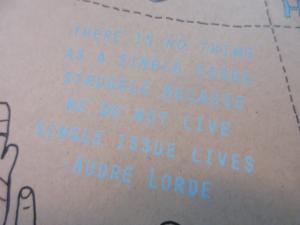 THERE IS NO THING
AS A SINGLE ISSUE
STRUGGLE BECAUSE
WE DO NOT LIVE
SINGLE ISSUE LIVES
AUDRE LORDE
H